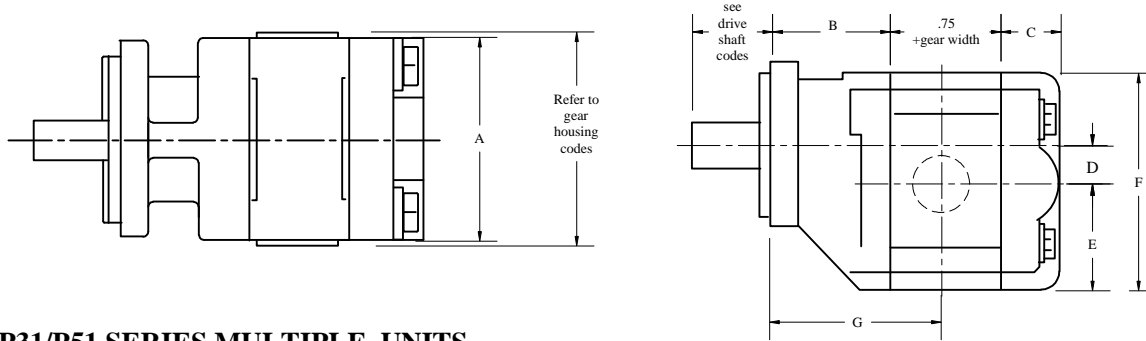 A
Refer to
gear
housing
codes
see
drive
shaft
codes
B
.75
+gear width
C
D
E
F
G
P31/P51 SERIES MULTIPLE UNITS